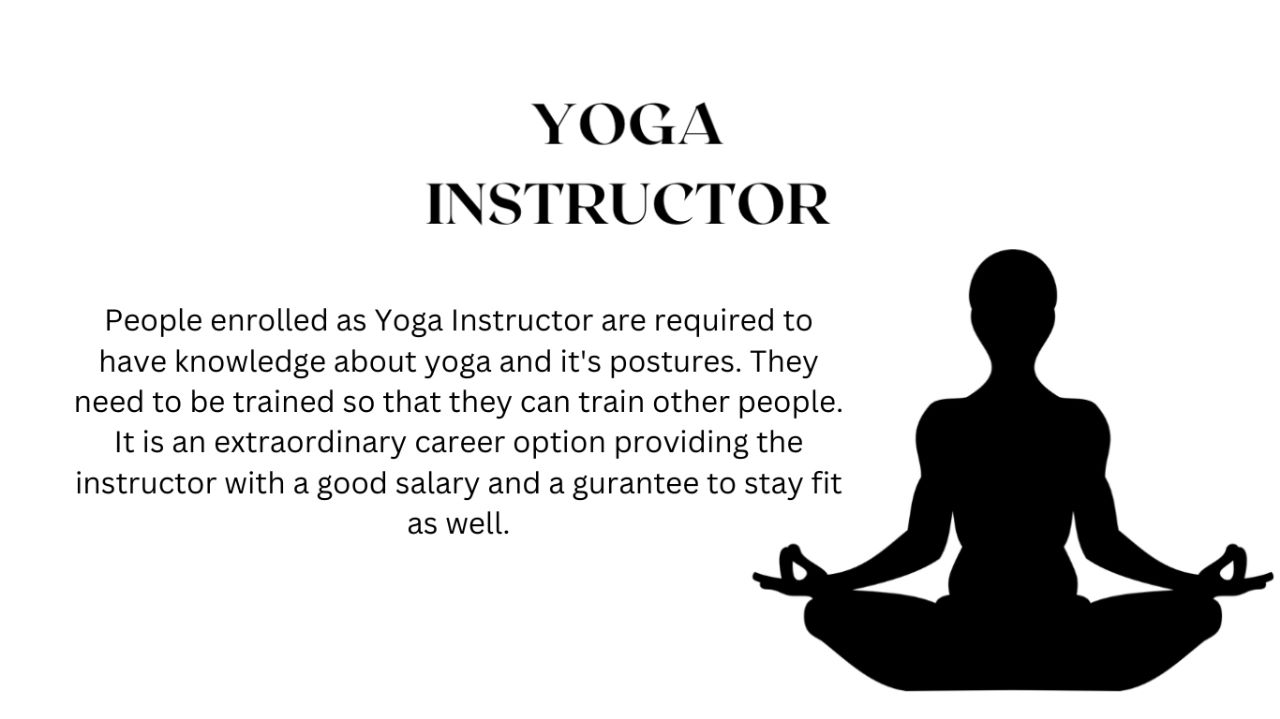 YOGA
INSTRUCTOR
People enrolled as Yoga Instructor are required to
have knowledge about yoga and it's postures. They
need to be trained so that they can train other people.
It is an extraordinary career option providing the
instructor with a good salary and a gurantee to stay fit
as well.